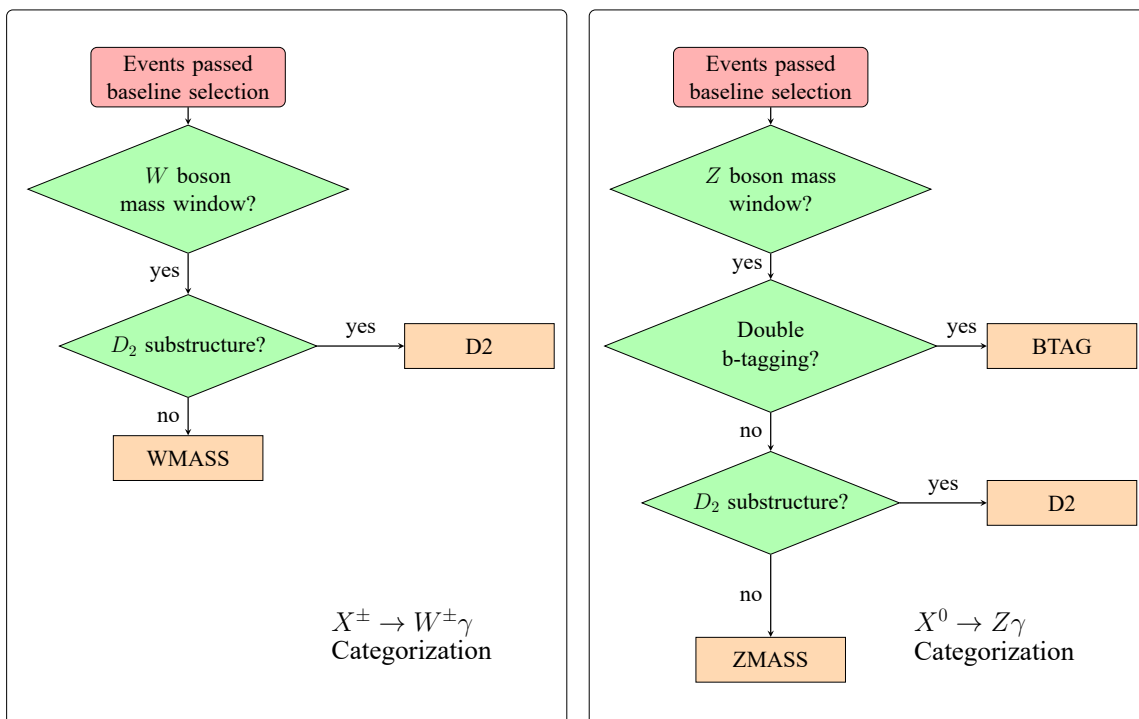 Events passed
baseline selection
W boson
mass window?
yes
D₂ substructure?
yes
D2
no
WMASS
X± → W±γ
Categorization
Events passed
baseline selection
Z boson mass
window?
yes
Double
b-tagging?
yes
BTAG
no
D₂ substructure?
yes
D2
no
ZMASS
X⁰ → Zγ
Categorization